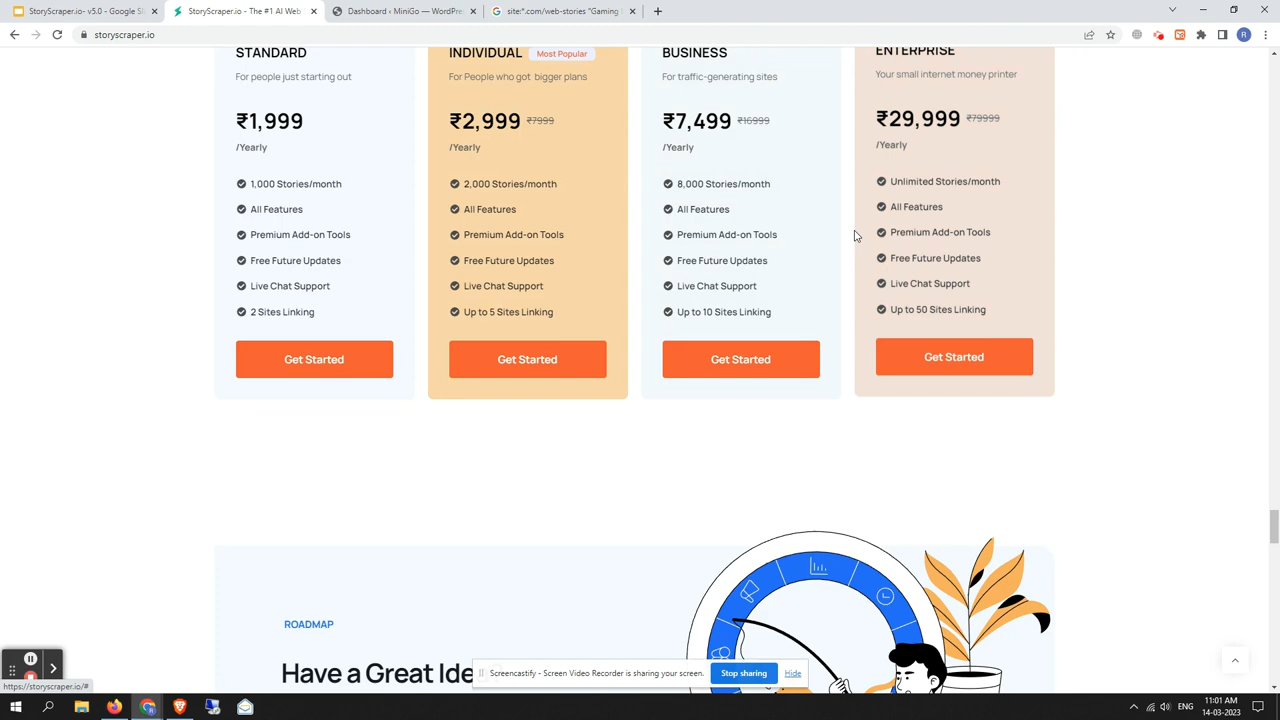 StoryScraper.io- v5.0 - Google Sl
StoryScraper.io - The #1 AI Web
Dashboard ‹ MiniGo — WordPre
site:*.com/web-stories "Gaming
storyscraper.io
R
STANDARD
For people just starting out
₹1,999
/Yearly
1,000 Stories/month
All Features
Premium Add-on Tools
Free Future Updates
Live Chat Support
2 Sites Linking
Get Started
INDIVIDUAL Most Popular
For People who got bigger plans
₹2,999 ₹7999
/Yearly
2,000 Stories/month
All Features
Premium Add-on Tools
Free Future Updates
Live Chat Support
Up to 5 Sites Linking
Get Started
BUSINESS
For traffic-generating sites
₹7,499 ₹16999
/Yearly
8,000 Stories/month
All Features
Premium Add-on Tools
Free Future Updates
Live Chat Support
Up to 10 Sites Linking
Get Started
ENTERPRISE
Your small internet money printer
₹29,999 ₹79999
/Yearly
Unlimited Stories/month
All Features
Premium Add-on Tools
Free Future Updates
Live Chat Support
Up to 50 Sites Linking
Get Started
ROADMAP
Have a Great Ide
Screencastify - Screen Video Recorder is sharing your screen. Stop sharing Hide
https://storyscraper.io/#
ENG
11:01 AM
14-03-2023